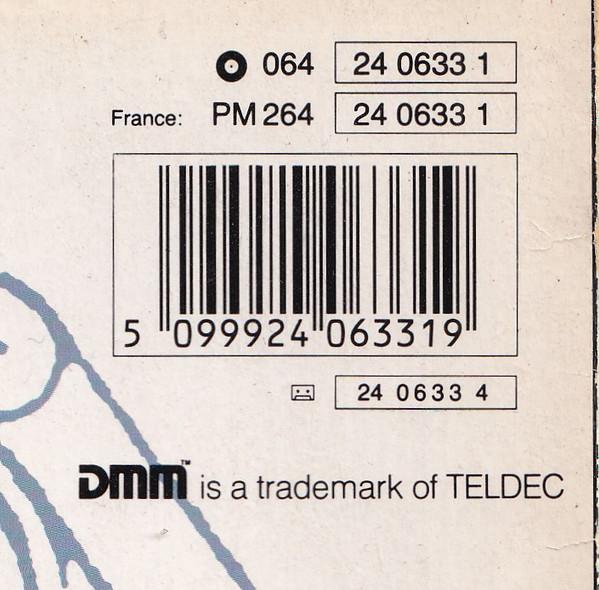 064 24 0633 1
France: PM 264 24 0633 1
5 099924 063319
24 0633 4
DMM™ is a trademark of TELDEC